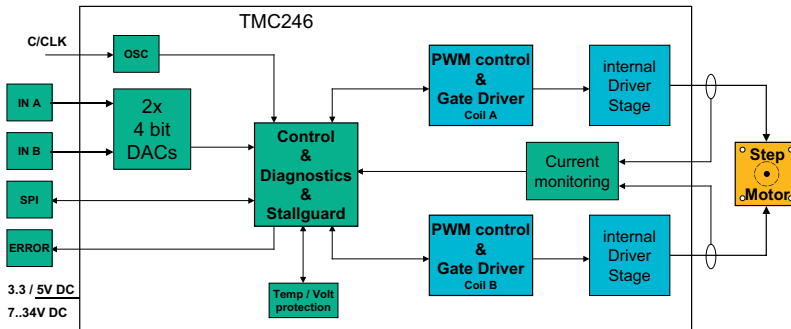 TMC246
C/CLK
OSC
IN A
IN B
2x
4 bit
DACs
SPI
ERROR
3.3 / 5V DC
7..34V DC
Control
&
Diagnostics
&
Stallguard
Temp / Volt
protection
PWM control
&
Gate Driver
Coil A
internal
Driver
Stage
Current
monitoring
Step
Motor
PWM control
&
Gate Driver
Coil B
internal
Driver
Stage